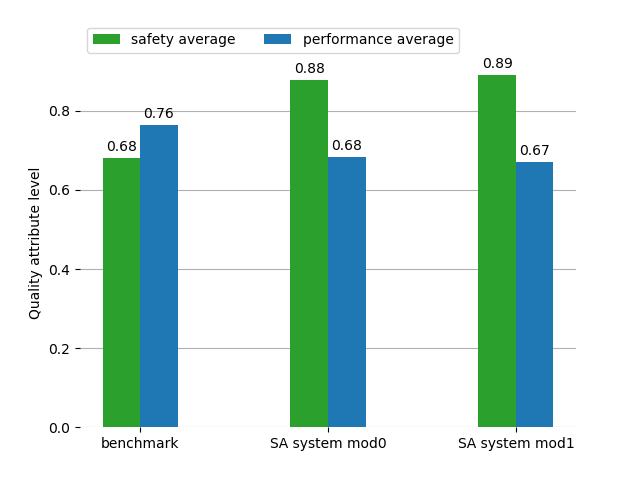 safety average performance average
0.89
0.88
0.8
0.76
0.68 0.68 0.67
0.6
Quality attribute level
0.4
0.2
0.0
benchmark SA system mod0 SA system mod1